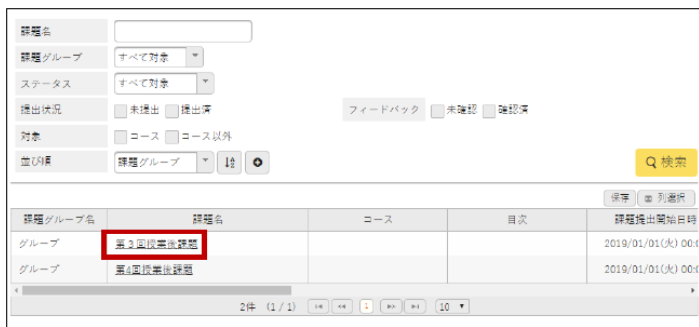 課題名
課題グループ すべて対象
ステータス すべて対象
提出状況 未提出 提出済 フィードバック 未確認 確認済
対象 コース コース以外
並び順 課題グループ 検索
保存 列選択
課題グループ名 課題名 コース 目次 課題提出開始日時
グループ 第３回授業後課題 2019/01/01(火) 00:
グループ 第4回授業後課題 2019/01/01(火) 00:
2件 (1 / 1) 1 10